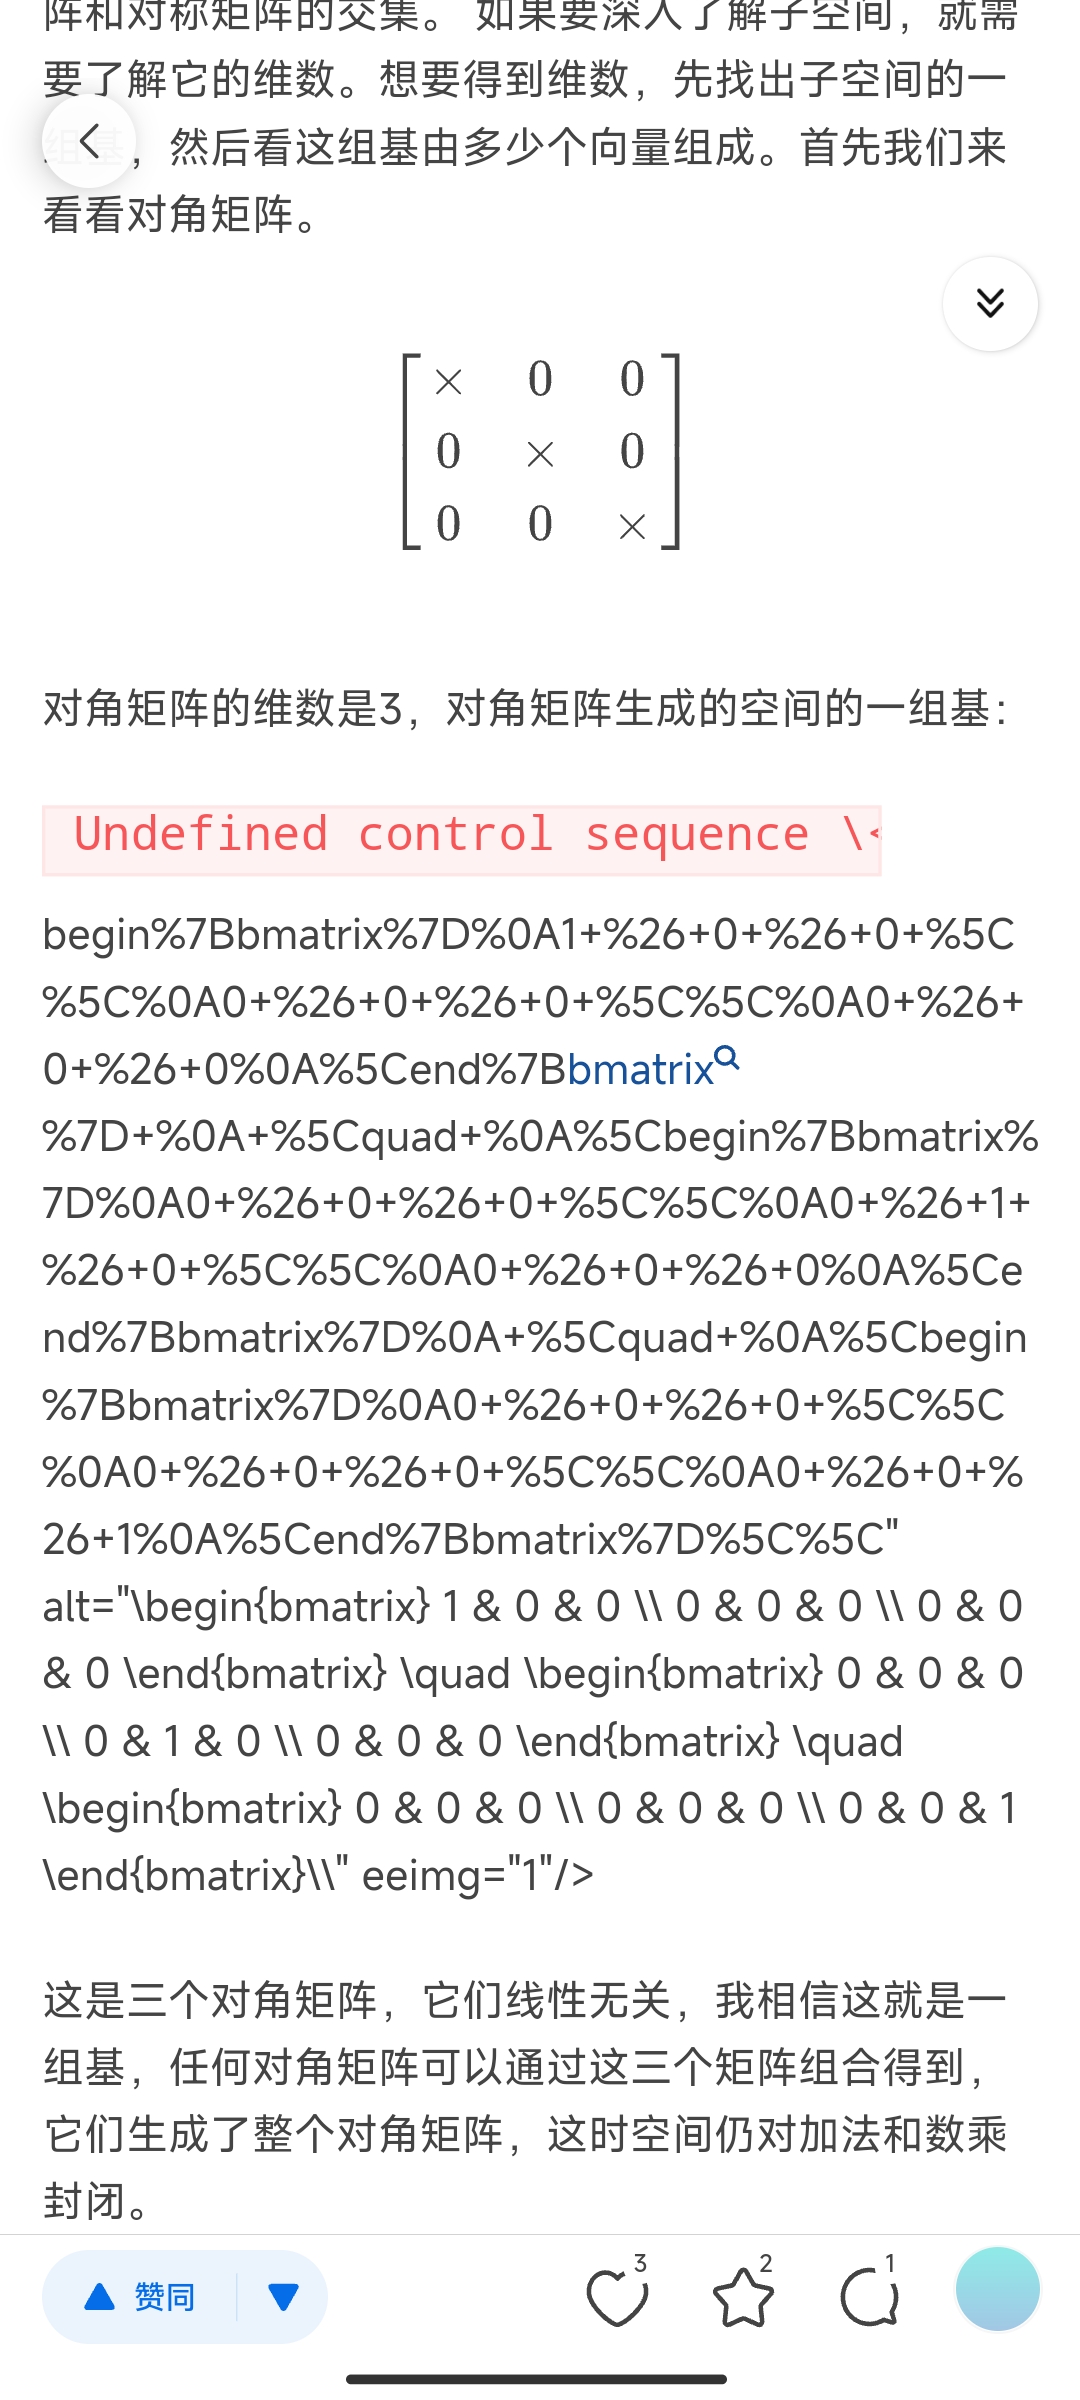 阵和对称矩阵的交集。 如果要深入了解子空间，就需
要了解它的维数。想要得到维数，先找出子空间的一
组基，然后看这组基由多少个向量组成。首先我们来
看看对角矩阵。
× 0 0
0 × 0
0 0 ×
对角矩阵的维数是3，对角矩阵生成的空间的一组基：
Undefined control sequence \<
begin%7Bbmatrix%7D%0A1+%26+0+%26+0+%5C
%5C%0A0+%26+0+%26+0+%5C%5C%0A0+%26+
0+%26+0%0A%5Cend%7Bbmatrix
%7D+%0A+%5Cquad+%0A%5Cbegin%7Bbmatrix%
7D%0A0+%26+0+%26+0+%5C%5C%0A0+%26+1+
%26+0+%5C%5C%0A0+%26+0+%26+0%0A%5Ce
nd%7Bbmatrix%7D%0A+%5Cquad+%0A%5Cbegin
%7Bbmatrix%7D%0A0+%26+0+%26+0+%5C%5C
%0A0+%26+0+%26+0+%5C%5C%0A0+%26+0+%
26+1%0A%5Cend%7Bbmatrix%7D%5C%5C"
alt="\begin{bmatrix} 1 & 0 & 0 \\ 0 & 0 & 0 \\ 0 & 0
& 0 \end{bmatrix} \quad \begin{bmatrix} 0 & 0 & 0
\\ 0 & 1 & 0 \\ 0 & 0 & 0 \end{bmatrix} \quad
\begin{bmatrix} 0 & 0 & 0 \\ 0 & 0 & 0 \\ 0 & 0 & 1
\end{bmatrix}\\" eeimg="1"/>
这是三个对角矩阵，它们线性无关，我相信这就是一
组基，任何对角矩阵可以通过这三个矩阵组合得到，
它们生成了整个对角矩阵，这时空间仍对加法和数乘
封闭。
赞同 3 2 1